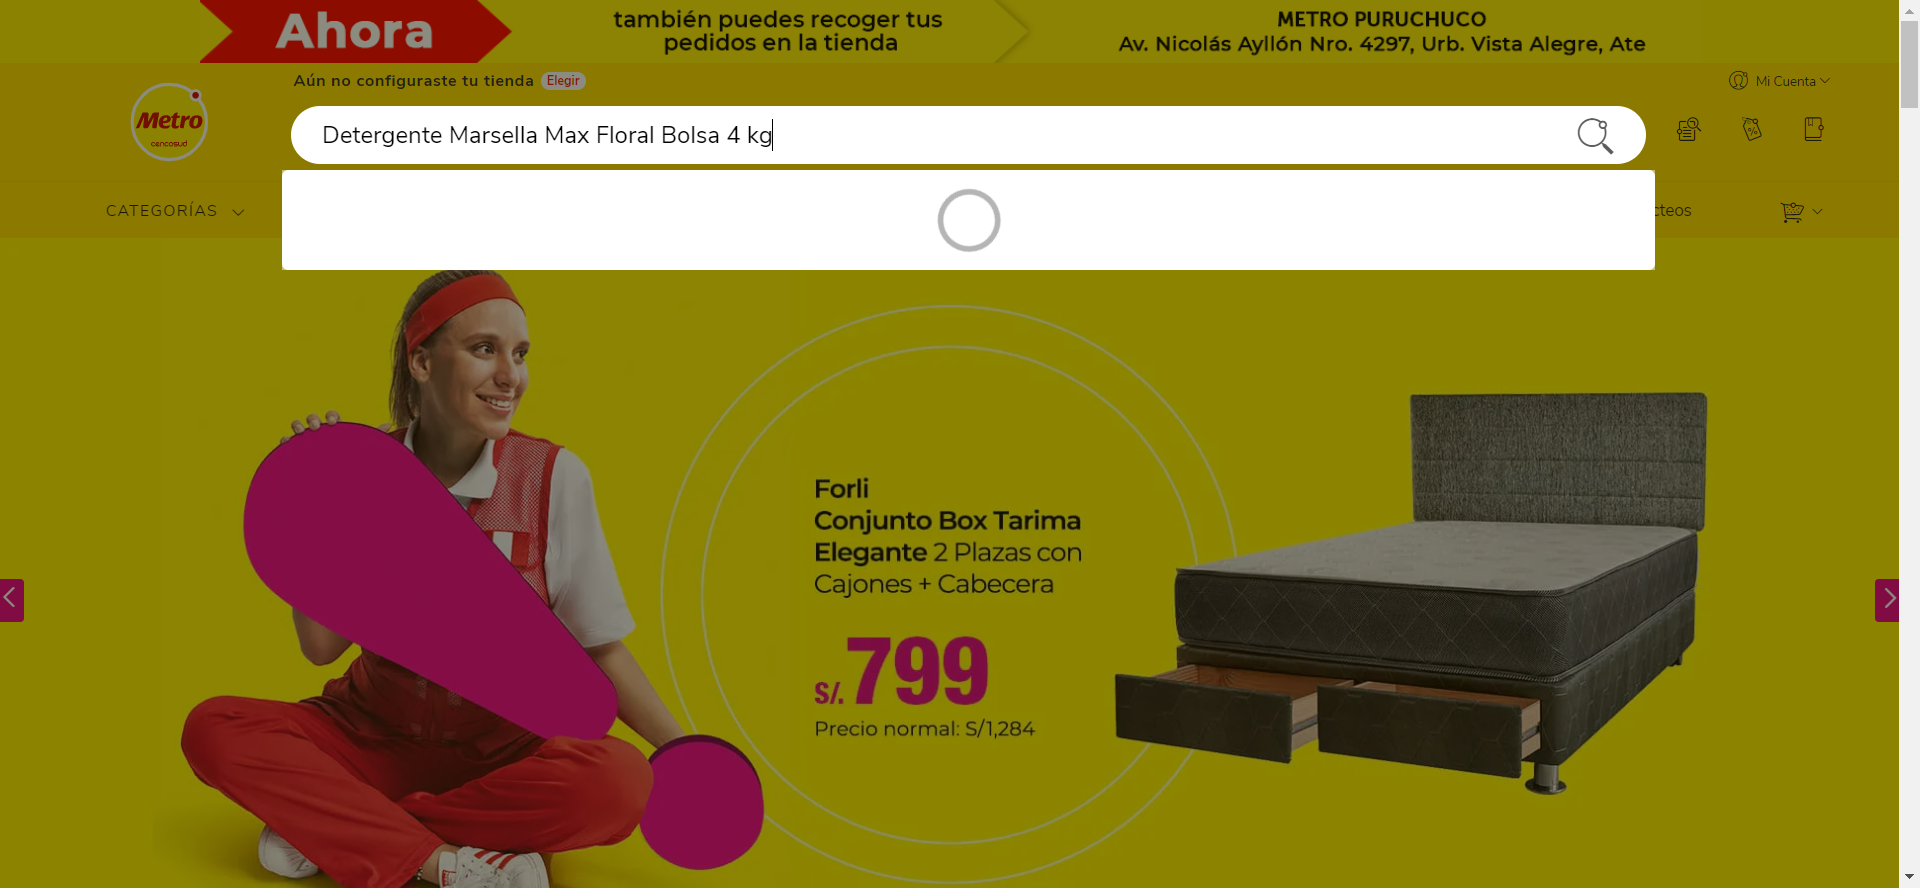 Ahora
también puedes recoger tus
pedidos en la tienda
METRO PURUCHUCO
Av. Nicolás Ayllón Nro. 4297, Urb. Vista Alegre, Ate
Aún no configuraste tu tienda
Elegir
Mi Cuenta
Metro
cencosud
Detergente Marsella Max Floral Bolsa 4 kg
CATEGORÍAS
cteos
Forli
Conjunto Box Tarima
Elegante 2 Plazas con
Cajones + Cabecera
S/. 799
Precio normal: S/1,284